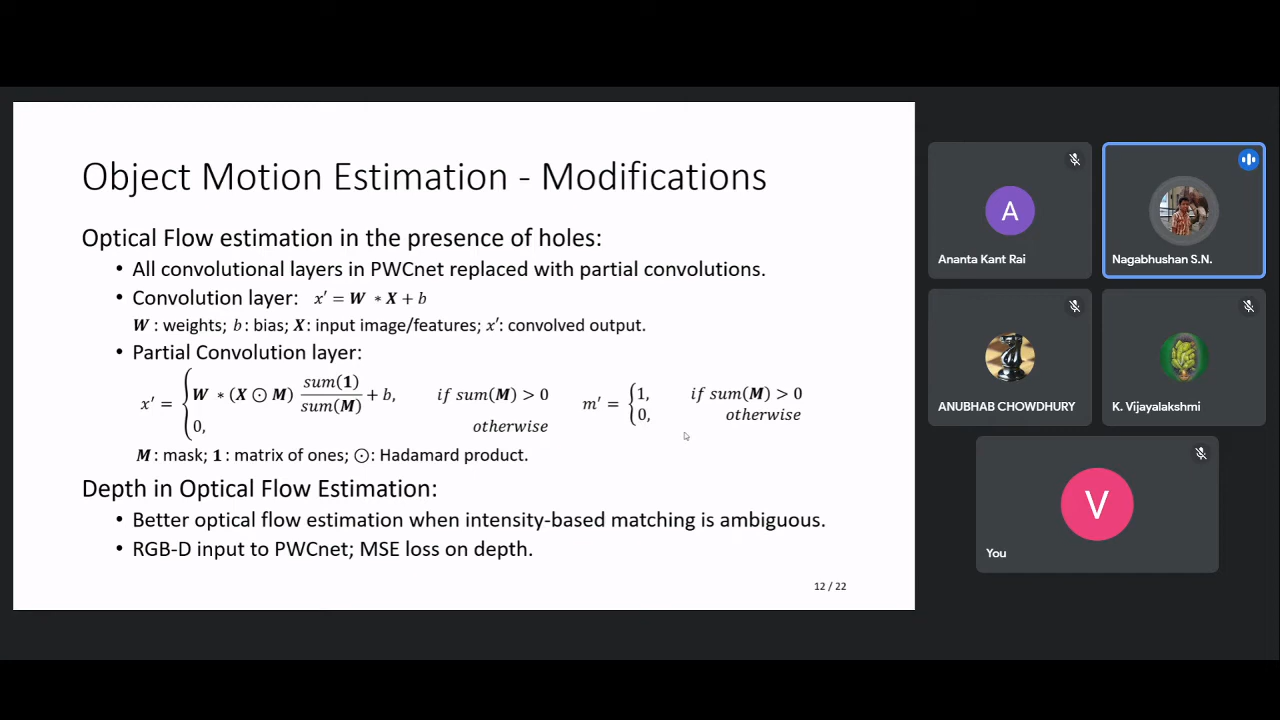 Object Motion Estimation - Modifications
Optical Flow estimation in the presence of holes:
• All convolutional layers in PWCnet replaced with partial convolutions.
• Convolution layer: x′ = W ∗ X + b
W : weights; b : bias; X: input image/features; x′: convolved output.
• Partial Convolution layer:
x′ = { W ∗ (X ⊙ M) sum(1)/sum(M) + b, if sum(M) > 0
0, otherwise
m′ = { 1, if sum(M) > 0
0, otherwise
M : mask; 1 : matrix of ones; ⊙: Hadamard product.
Depth in Optical Flow Estimation:
• Better optical flow estimation when intensity-based matching is ambiguous.
• RGB-D input to PWCnet; MSE loss on depth.
12 / 22
A
Ananta Kant Rai
Nagabhushan S.N.
ANUBHAB CHOWDHURY
K. Vijayalakshmi
V
You